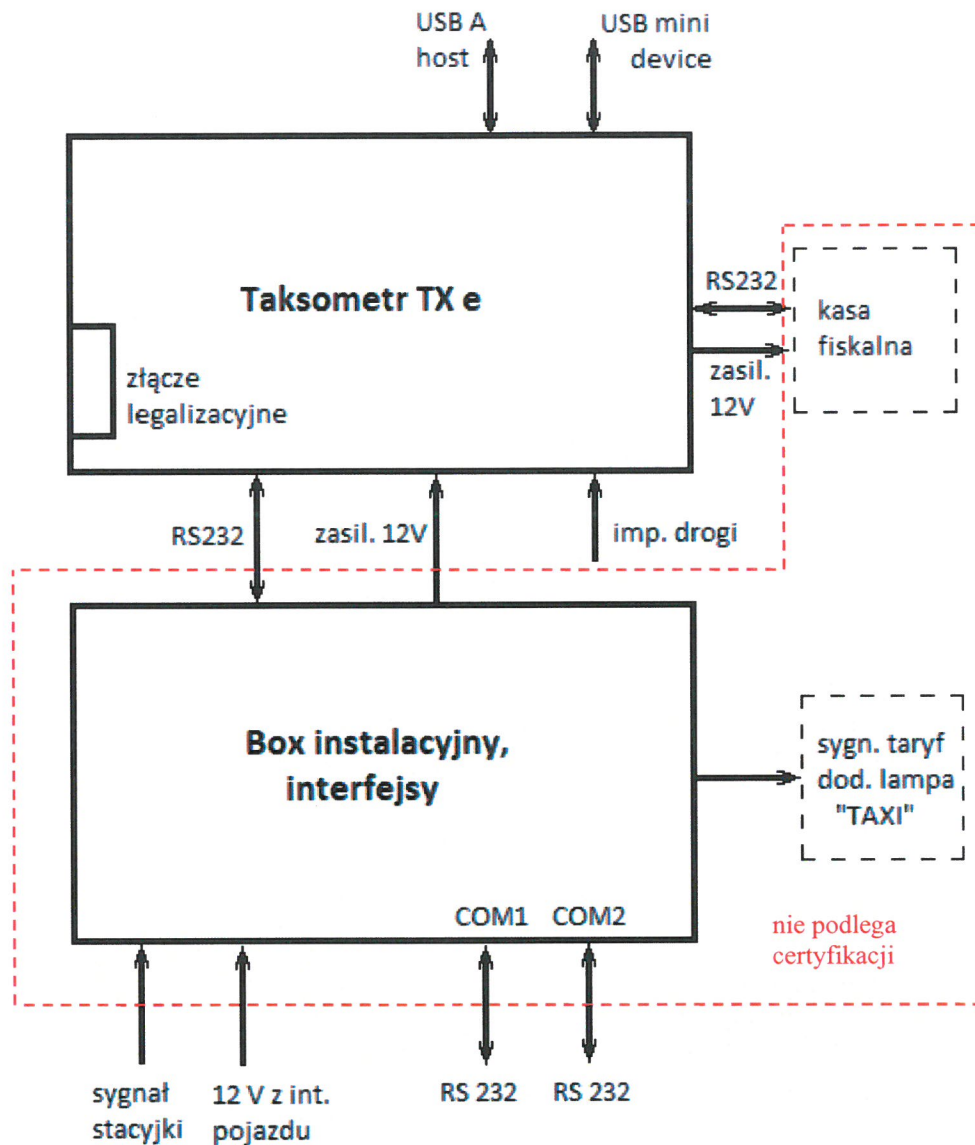 USB A
host
USB mini
device
Taksometr TX e
złącze
legalizacyjne
RS232
zasil.
12V
kasa
fiskalna
RS232
zasil. 12V
imp. drogi
Box instalacyjny,
interfejsy
sygn. taryf
dod. lampa
"TAXI"
COM1
COM2
nie podlega
certyfikacji
sygnał
stacyjki
12 V z int.
pojazdu
RS 232
RS 232